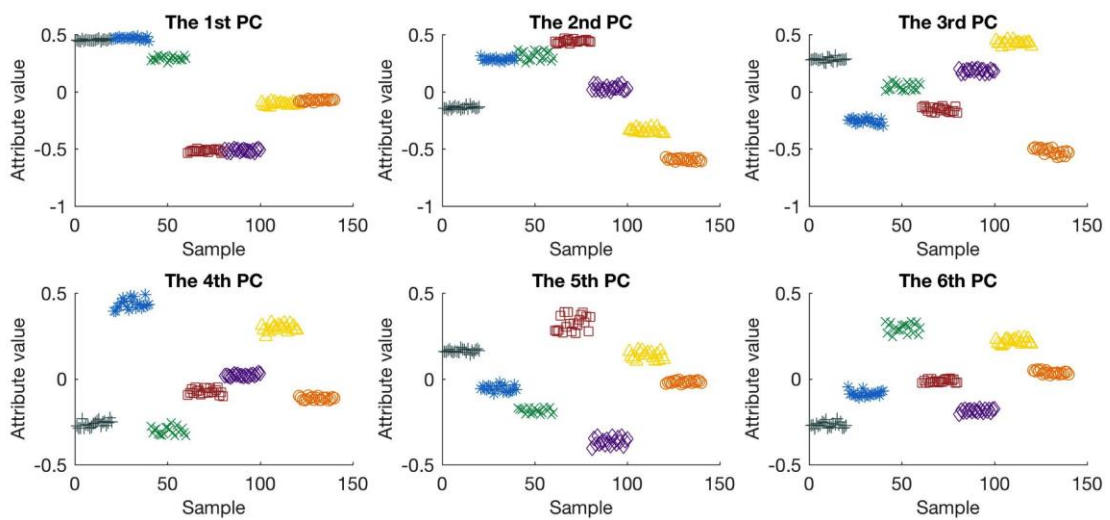 The 1st PC
0.5
0
-0.5
-1
Attribute value
0 50 100 150
Sample
The 2nd PC
0.5
0
-0.5
-1
Attribute value
0 50 100 150
Sample
The 3rd PC
0.5
0
-0.5
-1
Attribute value
0 50 100 150
Sample
The 4th PC
0.5
0
-0.5
Attribute value
0 50 100 150
Sample
The 5th PC
0.5
0
-0.5
Attribute value
0 50 100 150
Sample
The 6th PC
0.5
0
-0.5
Attribute value
0 50 100 150
Sample